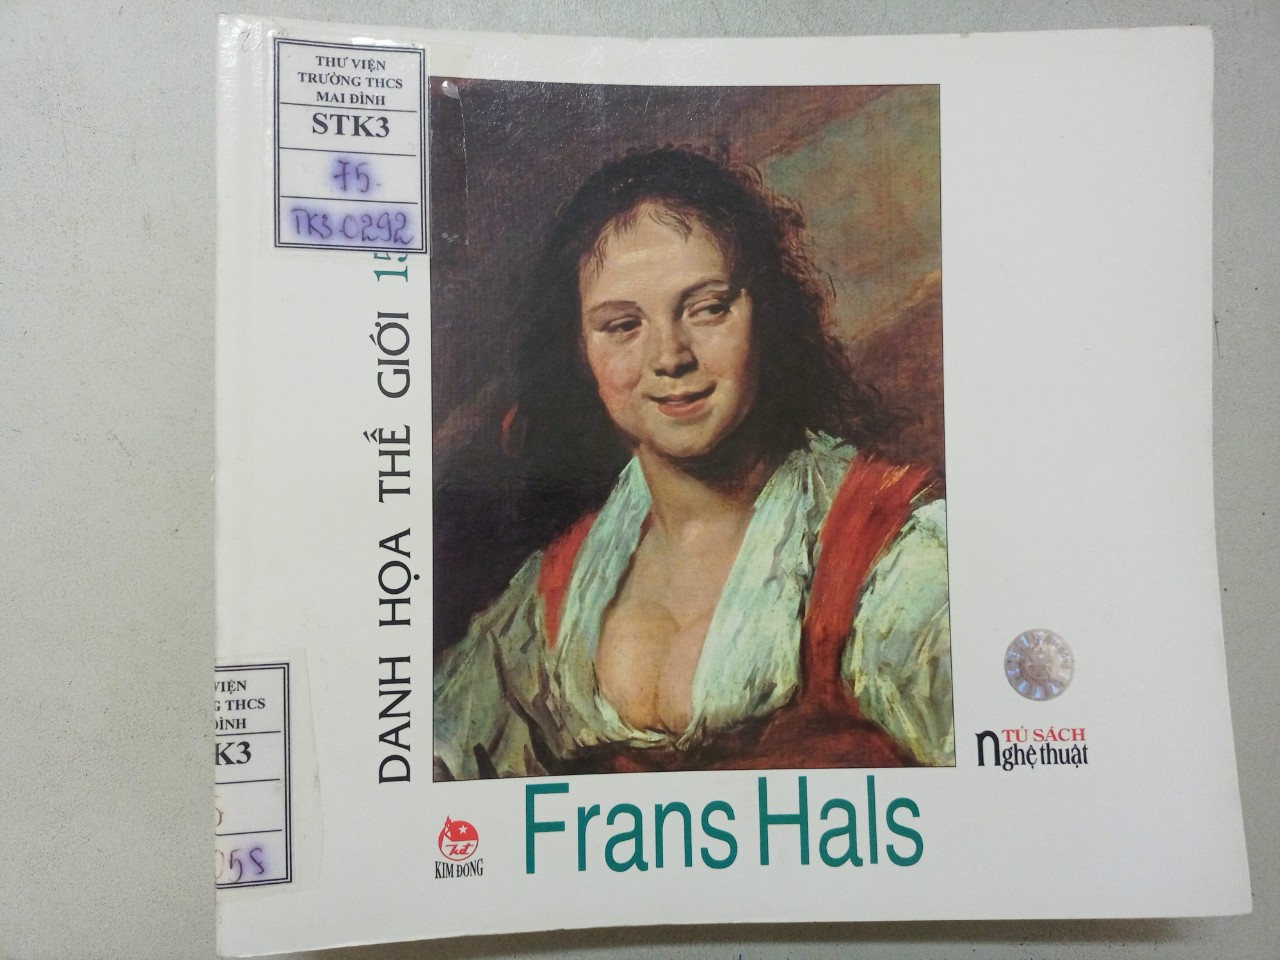 THƯ VIỆN
TRƯỜNG THCS
MAI ĐÌNH
STK3
75
TK3-0292
DANH HỌA THẾ GIỚI 15
VIỆN
G THCS
ĐÌNH
K3
TỦ SÁCH
nghệ thuật
Frans Hals
KIM ĐỒNG